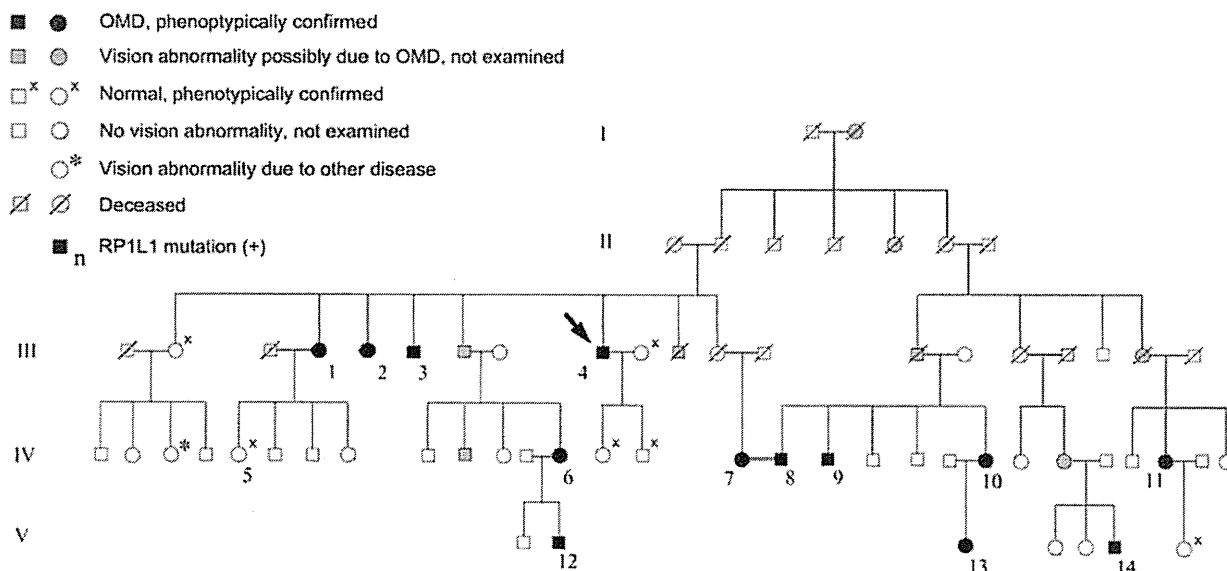 OMD, phenoptypically confirmed
Vision abnormality possibly due to OMD, not examined
x x Normal, phenotypically confirmed
No vision abnormality, not examined
* Vision abnormality due to other disease
Deceased
n RP1L1 mutation (+)
I
II
III
x
x
1 2 3 4
IV
* x x x
5 6 7 8 9 10 11
V
x
12 13 14